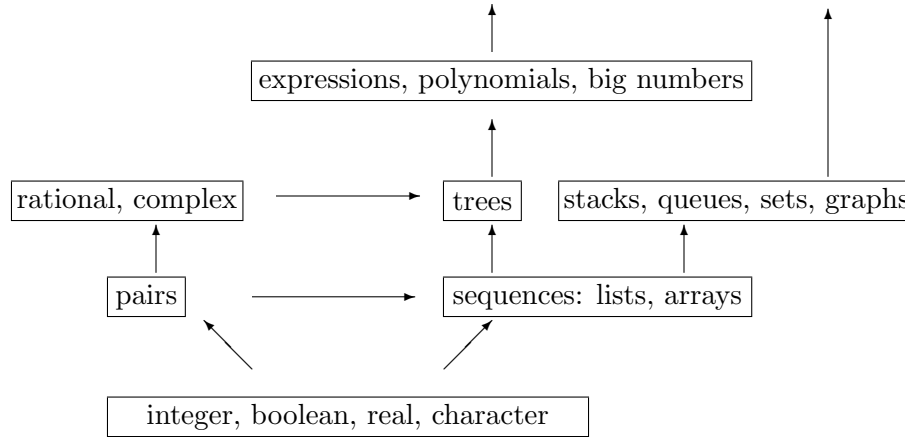 expressions, polynomials, big numbers
rational, complex
trees
stacks, queues, sets, graphs
pairs
sequences: lists, arrays
integer, boolean, real, character